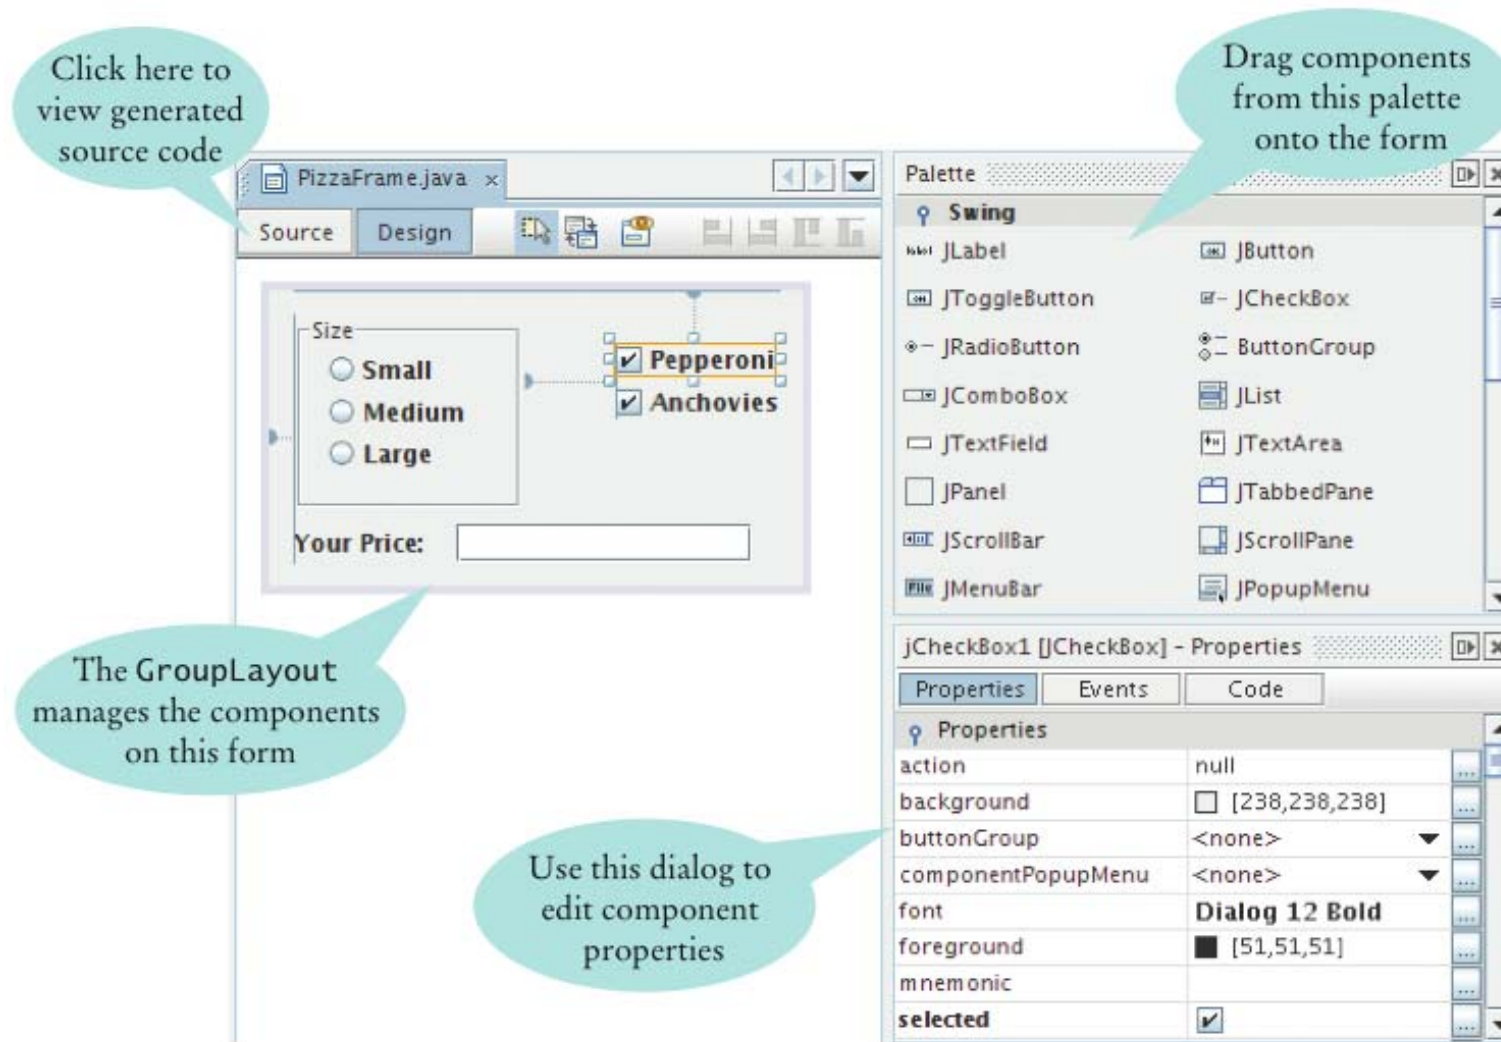 Click here to
view generated
source code
Drag components
from this palette
onto the form
PizzaFrame.java
Source
Design
Size
Small
Medium
Large
Pepperoni
Anchovies
Your Price:
The GroupLayout
manages the components
on this form
Palette
Swing
JLabel
JButton
JToggleButton
JCheckBox
JRadioButton
ButtonGroup
JComboBox
JList
JTextField
JTextArea
JPanel
JTabbedPane
JScrollBar
JScrollPane
File JMenuBar
JPopupMenu
jCheckBox1 [JCheckBox] - Properties
Properties
Events
Code
Properties
action null
background [238,238,238]
buttonGroup <none>
componentPopupMenu <none>
font Dialog 12 Bold
foreground [51,51,51]
mnemonic
selected
Use this dialog to
edit component
properties